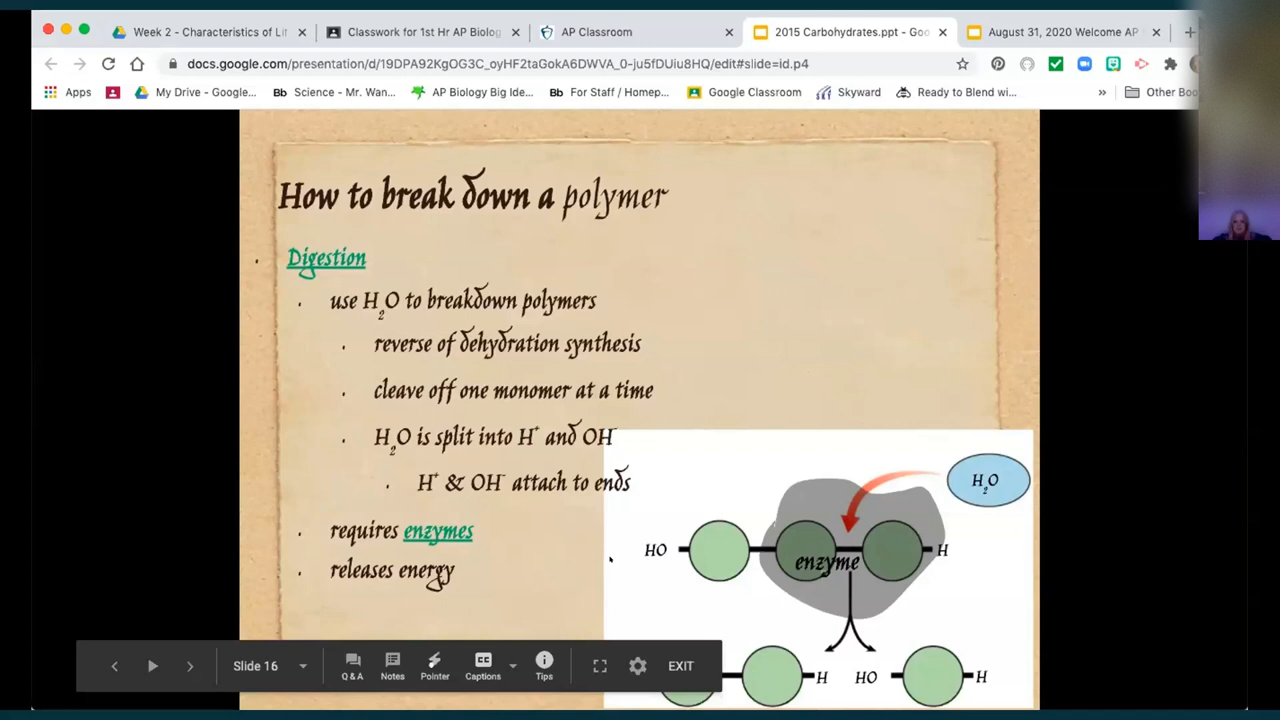 Week 2 - Characteristics of Lif
Classwork for 1st Hr AP Biolog
AP Classroom
2015 Carbohydrates.ppt - Goo
August 31, 2020 Welcome AP
docs.google.com/presentation/d/19DPA92KgOG3C_oyHF2taGokA6DWVA_0-ju5fDUiu8HQ/edit#slide=id.p4
Apps
My Drive - Google...
Bb Science - Mr. Wan...
AP Biology Big Ide...
Bb For Staff / Homep...
Google Classroom
Skyward
Ready to Blend wi...
»
Other Boo
How to break down a polymer
Digestion
use H₂O to breakdown polymers
reverse of dehydration synthesis
cleave off one monomer at a time
H₂O is split into H⁺ and OH⁻
H⁺ & OH⁻ attach to ends
requires enzymes
releases energy
H₂O
HO
H
enzyme
H
HO
H
Slide 16
Q & A
Notes
Pointer
Captions
Tips
EXIT